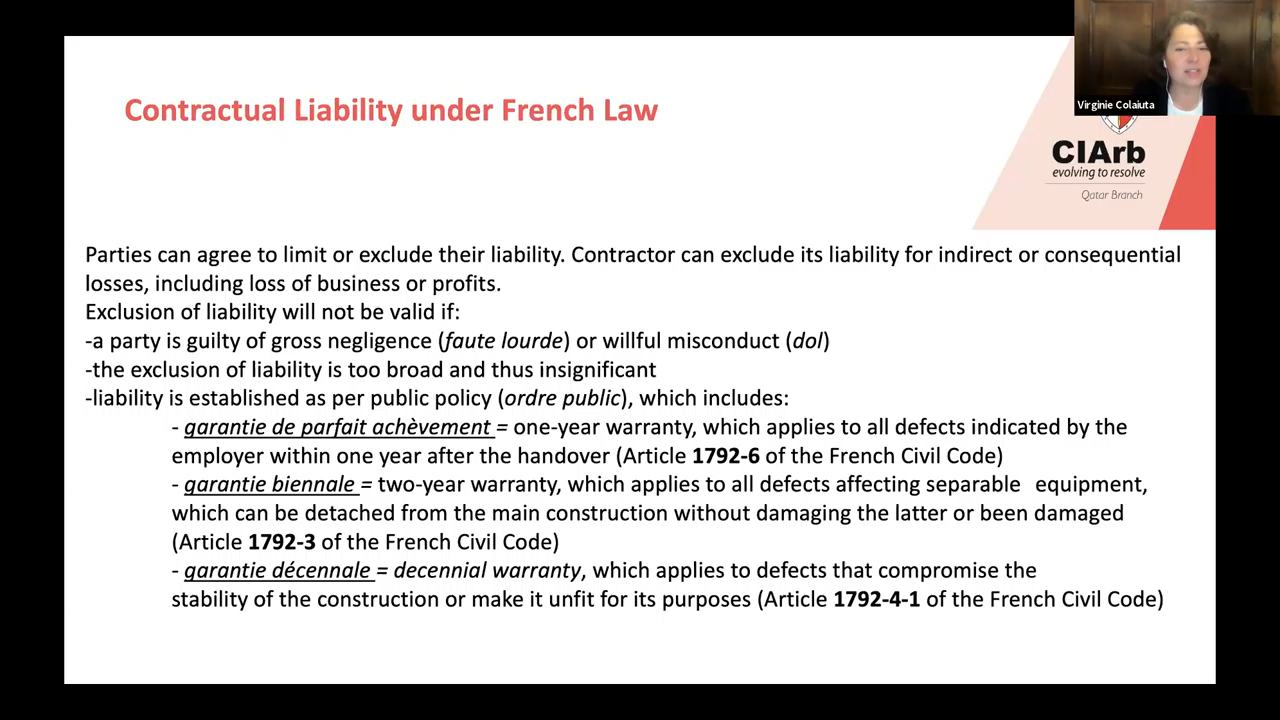 Virginie Colaiuta
Contractual Liability under French Law
CIArb
evolving to resolve
Qatar Branch
Parties can agree to limit or exclude their liability. Contractor can exclude its liability for indirect or consequential
losses, including loss of business or profits.
Exclusion of liability will not be valid if:
-a party is guilty of gross negligence (faute lourde) or willful misconduct (dol)
-the exclusion of liability is too broad and thus insignificant
-liability is established as per public policy (ordre public), which includes:
- garantie de parfait achèvement = one-year warranty, which applies to all defects indicated by the
employer within one year after the handover (Article 1792-6 of the French Civil Code)
- garantie biennale = two-year warranty, which applies to all defects affecting separable equipment,
which can be detached from the main construction without damaging the latter or been damaged
(Article 1792-3 of the French Civil Code)
- garantie décennale = decennial warranty, which applies to defects that compromise the
stability of the construction or make it unfit for its purposes (Article 1792-4-1 of the French Civil Code)